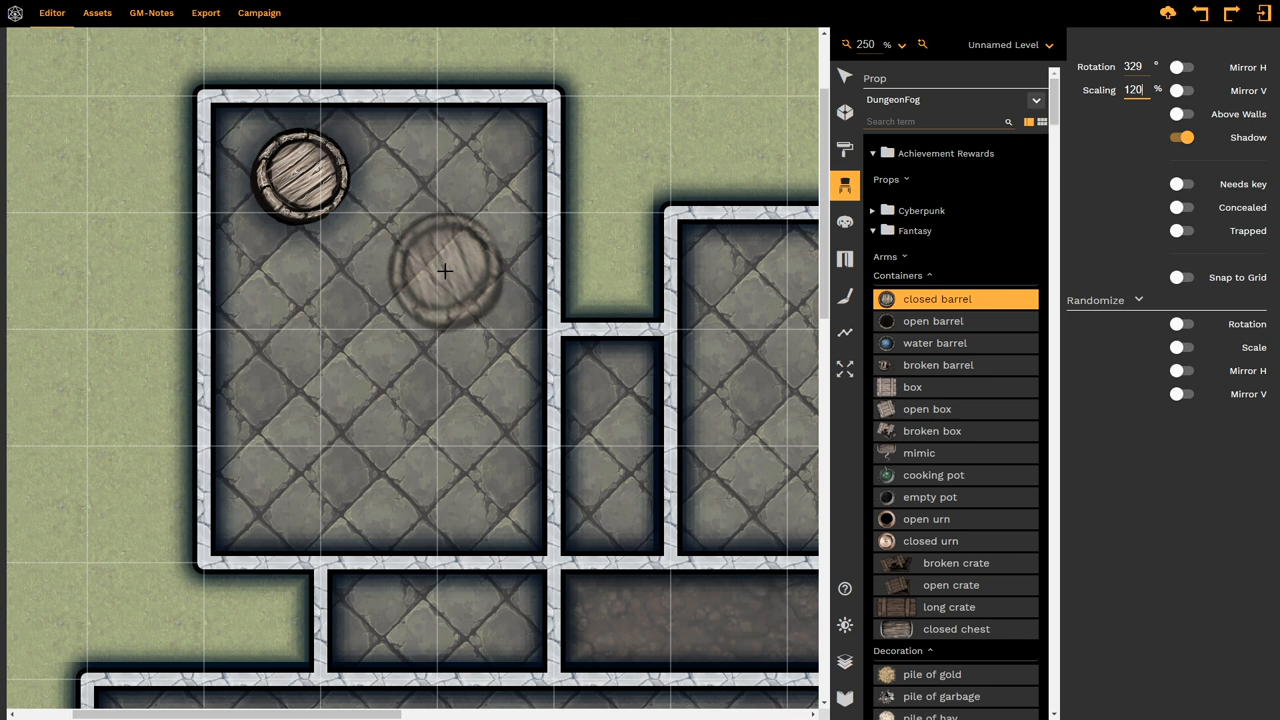 Editor Assets GM-Notes Export Campaign
250 % Unnamed Level
Prop
DungeonFog
Search term
Achievement Rewards
Props
Cyberpunk
Fantasy
Arms
Containers
closed barrel
open barrel
water barrel
broken barrel
box
open box
broken box
mimic
cooking pot
empty pot
open urn
closed urn
broken crate
open crate
long crate
closed chest
Decoration
pile of gold
pile of garbage
pile of hay
Rotation 329 ° Mirror H
Scaling 120 % Mirror V
Above Walls
Shadow
Needs key
Concealed
Trapped
Snap to Grid
Randomize
Rotation
Scale
Mirror H
Mirror V